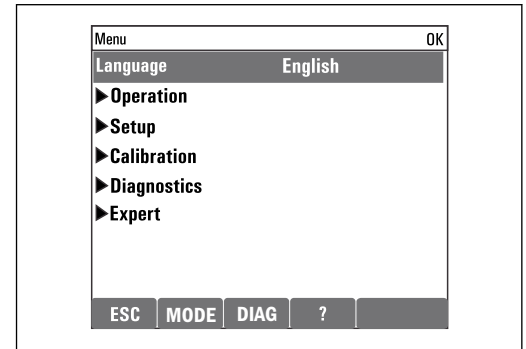 Menu OK
Language English
▶Operation
▶Setup
▶Calibration
▶Diagnostics
▶Expert
ESC MODE DIAG ?